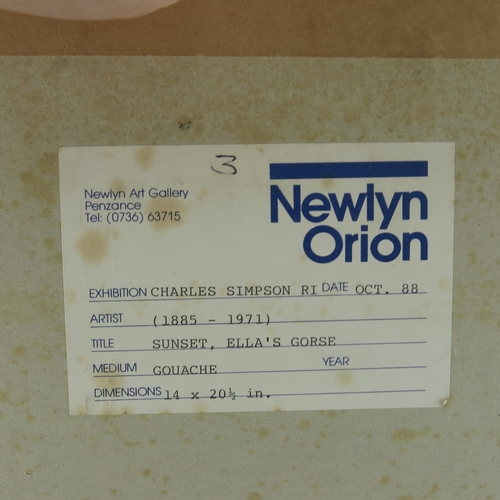 3
Newlyn Art Gallery
Penzance
Tel: (0736) 63715
Newlyn
Orion
EXHIBITION CHARLES SIMPSON RI DATE OCT. 88
ARTIST (1885 - 1971)
TITLE SUNSET, ELLA'S GORSE
MEDIUM GOUACHE YEAR
DIMENSIONS 14 x 20½ in.